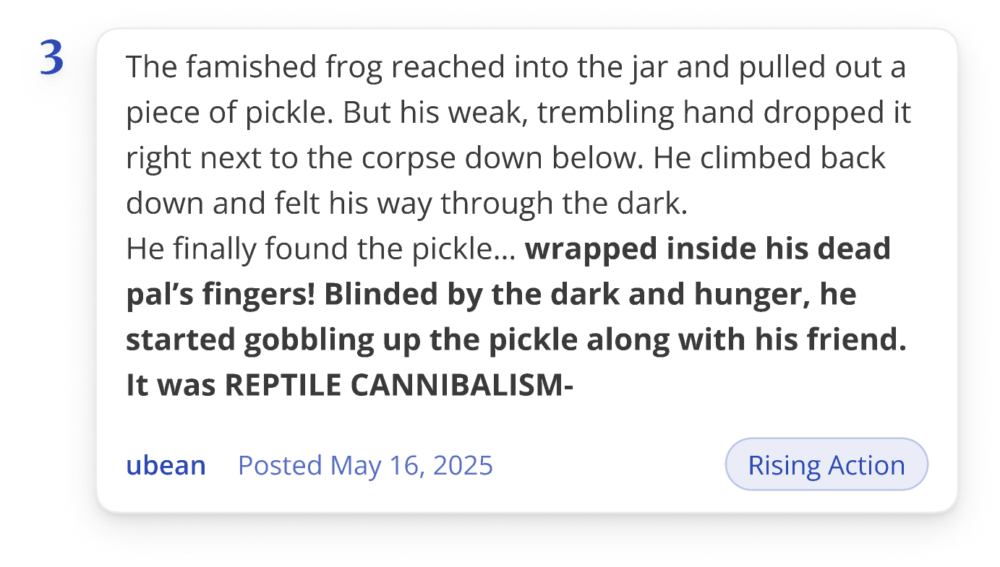 3
The famished frog reached into the jar and pulled out a
piece of pickle. But his weak, trembling hand dropped it
right next to the corpse down below. He climbed back
down and felt his way through the dark.
He finally found the pickle... wrapped inside his dead
pal’s fingers! Blinded by the dark and hunger, he
started gobbling up the pickle along with his friend.
It was REPTILE CANNIBALISM-
ubean Posted May 16, 2025 Rising Action